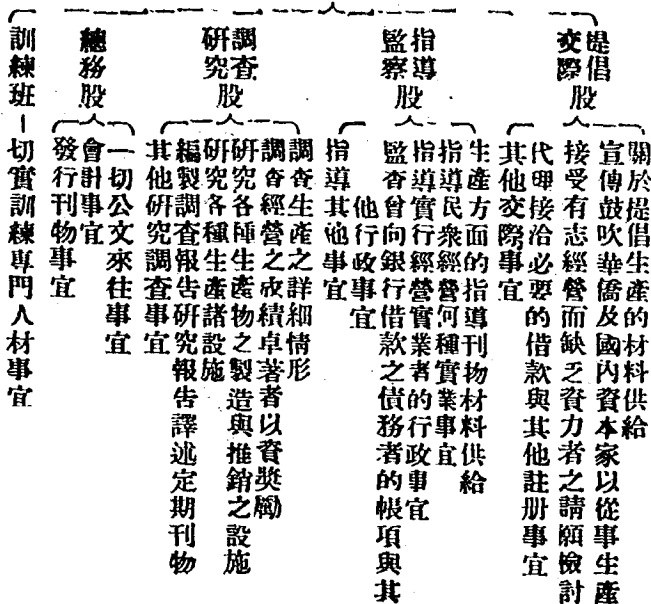 提倡
交際 股
關於提倡生產的材料供給
宣傳鼓吹華僑及國內資本家以從事生產
接受有志經營而缺乏資力者之請願檢討
代理接洽必要的借款與其他註册事宜
其他交際事宜
指導
監察 股
生產方面的指導刊物材料供給
指導民衆經營何種實業事宜
指導實行經營實業者的行政事宜
監查曾向銀行借款之債務者的帳項與其
他行政事宜
指導其他事宜
調查
研究 股
調查生產之詳細情形
調查經營之成績卓著者以資奬勵
研究各種生產物之製造與推銷之設施
研究各種生產諸設施
編製調查報告研究報告譯述定期刊物
其他研究調查事宜
總務股
一切公文來往事宜
會計事宜
發行刊物事宜
訓練班—切實訓練專門人材事宜